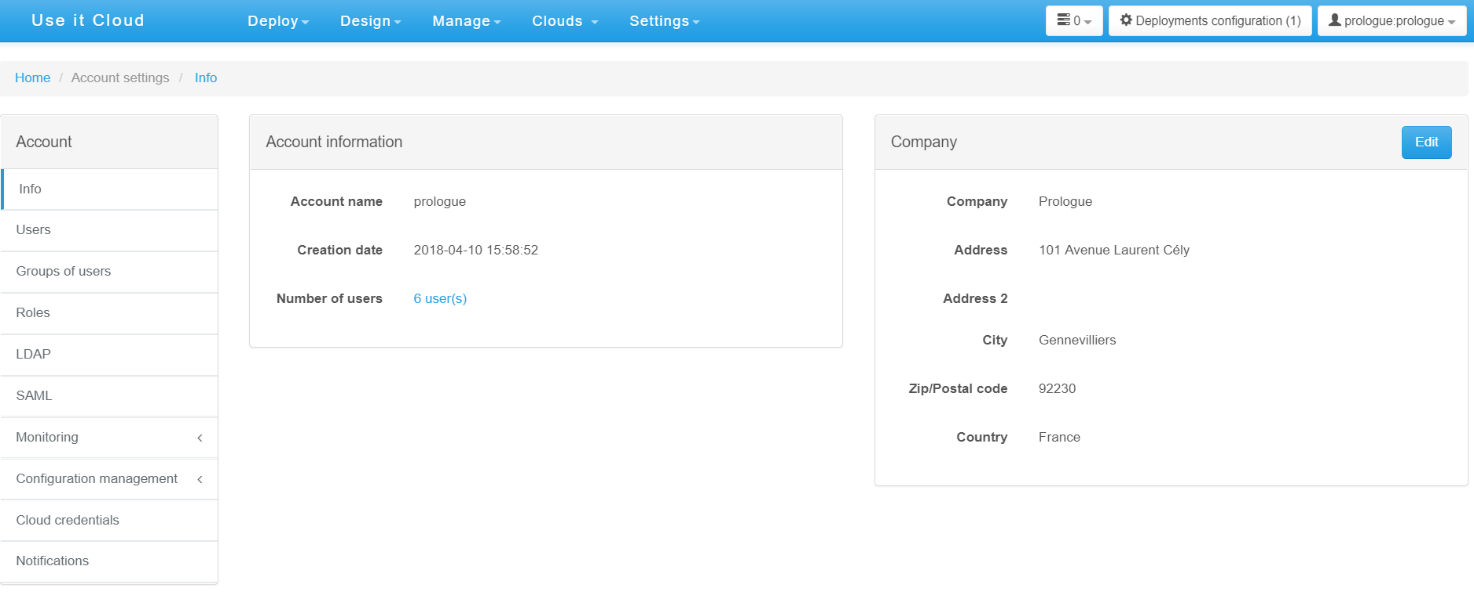 Use it Cloud Deploy Design Manage Clouds Settings 0 Deployments configuration (1) prologue:prologue
Home / Account settings / Info
Account
Info
Users
Groups of users
Roles
LDAP
SAML
Monitoring
Configuration management
Cloud credentials
Notifications
Account information
Account name prologue
Creation date 2018-04-10 15:58:52
Number of users 6 user(s)
Company Edit
Company Prologue
Address 101 Avenue Laurent Cély
Address 2
City Gennevilliers
Zip/Postal code 92230
Country France